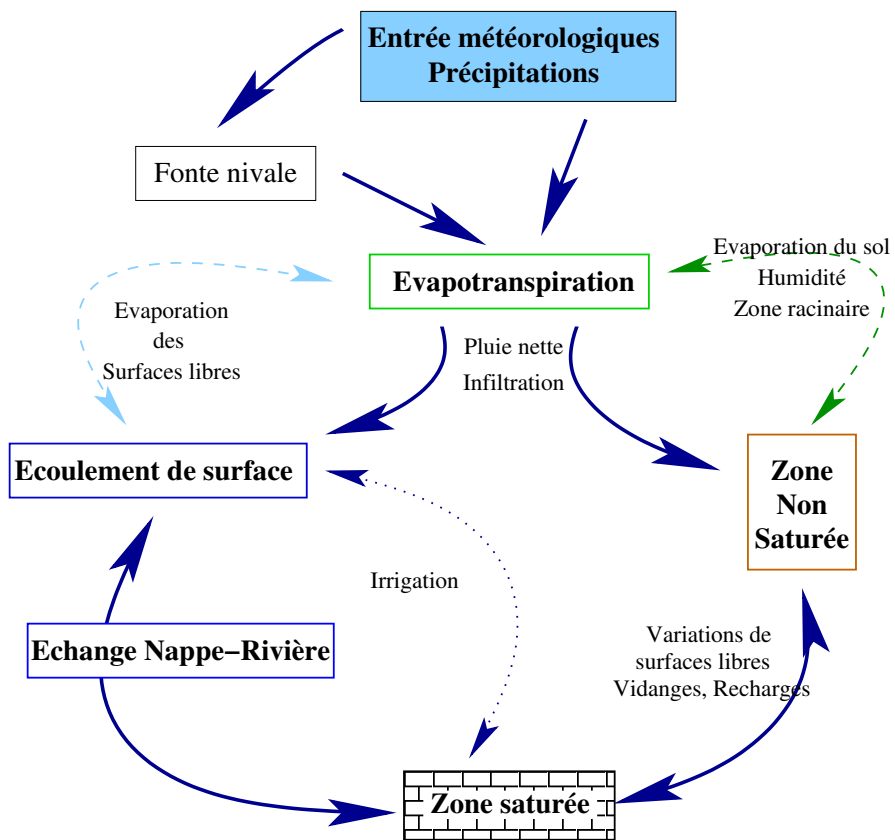 Entrée météorologiques
Précipitations
Fonte nivale
Evapotranspiration
Evaporation du sol
Humidité
Zone racinaire
Evaporation
des
Surfaces libres
Pluie nette
Infiltration
Ecoulement de surface
Zone
Non
Saturée
Irrigation
Echange Nappe−Rivière
Variations de
surfaces libres
Vidanges, Recharges
Zone saturée